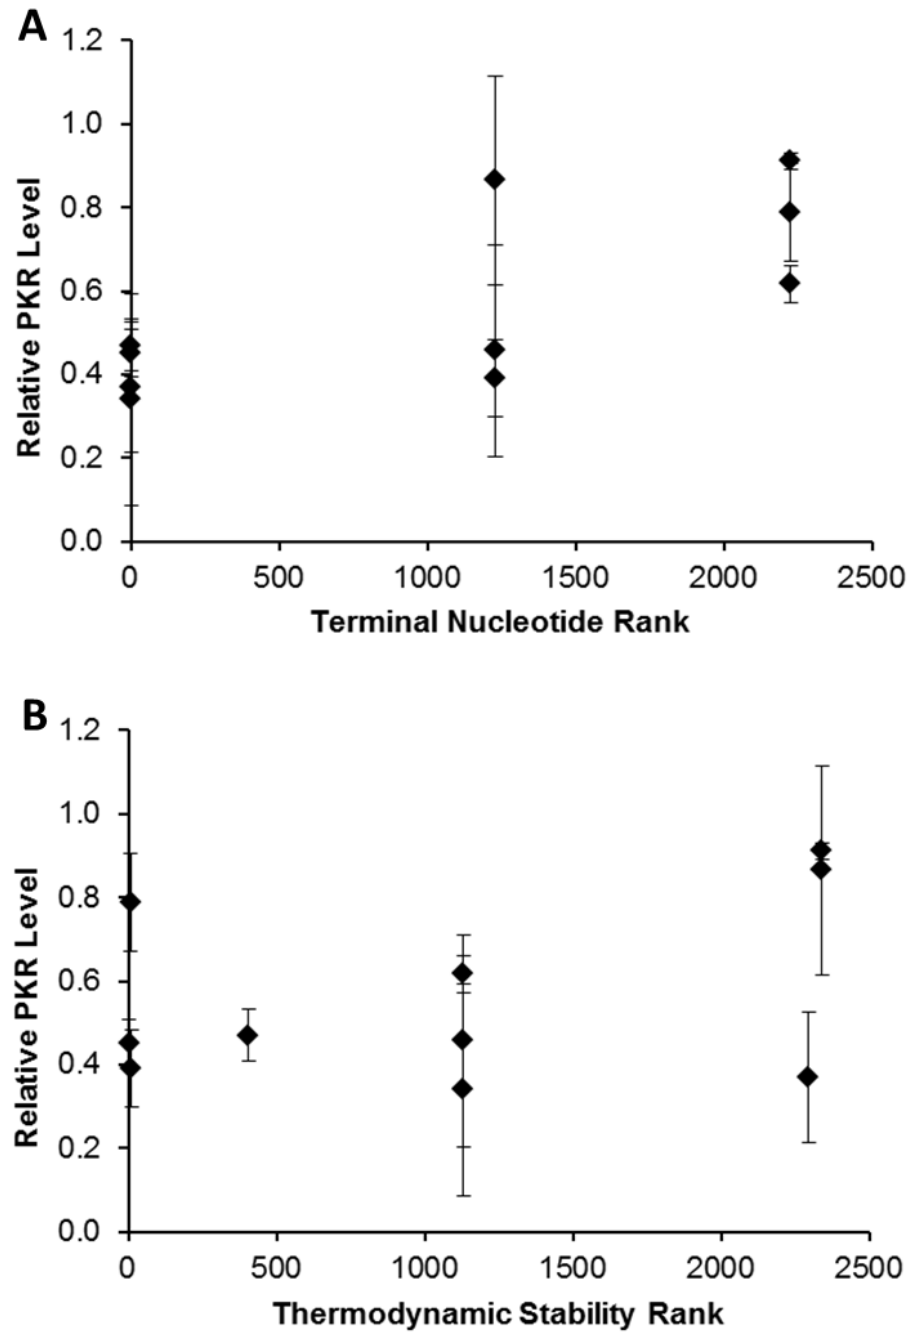 A
1.2
1.0
0.8
0.6
0.4
0.2
0.0
Relative PKR Level
0 500 1000 1500 2000 2500
Terminal Nucleotide Rank
B
1.2
1.0
0.8
0.6
0.4
0.2
0.0
Relative PKR Level
0 500 1000 1500 2000 2500
Thermodynamic Stability Rank